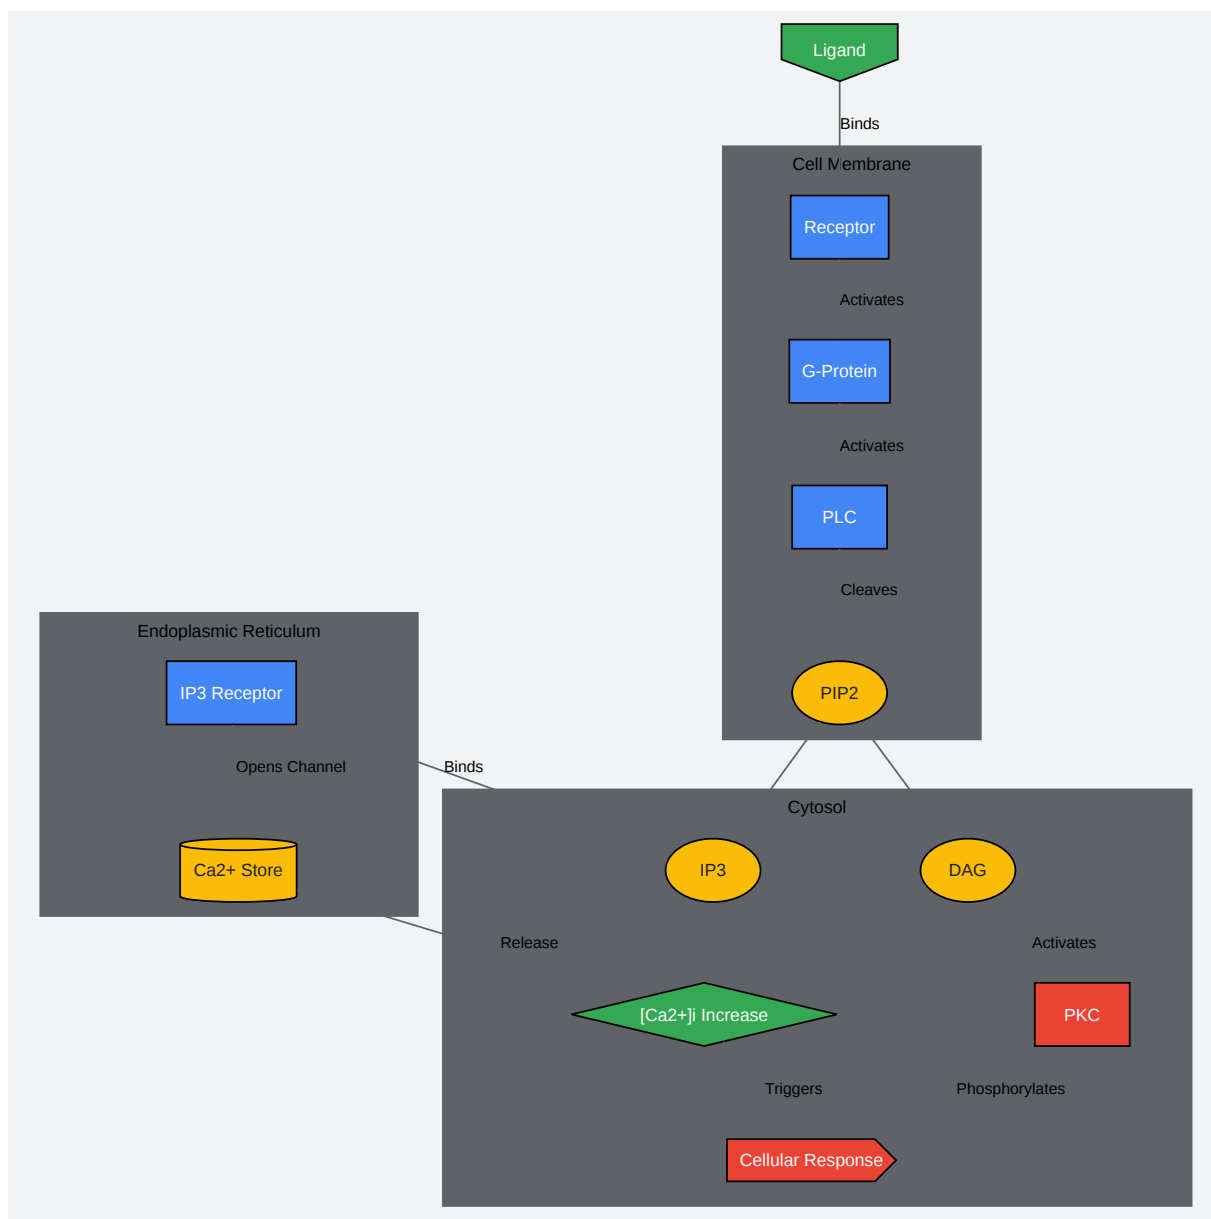 Ligand
Binds
Cell Membrane
Receptor
Activates
G-Protein
Activates
PLC
Cleaves
Endoplasmic Reticulum
IP3 Receptor
PIP2
Opens Channel
Binds
Cytosol
Ca2+ Store
IP3
DAG
Release
Activates
[Ca2+]i Increase
PKC
Triggers
Phosphorylates
Cellular Response